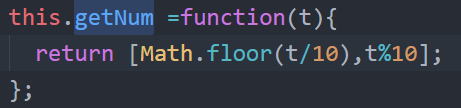 this.getNum =function(t){
  return [Math.floor(t/10),t%10];
};